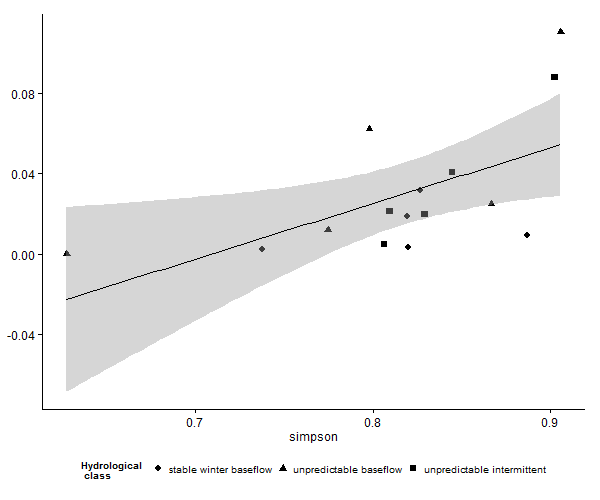 0.08
0.04
0.00
-0.04
0.7 0.8 0.9
simpson
Hydrological
class
stable winter baseflow unpredictable baseflow unpredictable intermittent